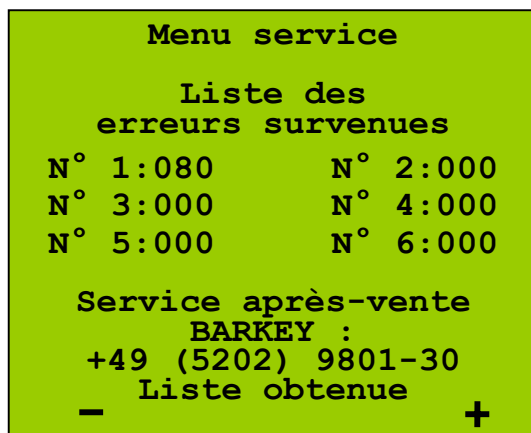 Menu service
Liste des
erreurs survenues
N° 1:080 N° 2:000
N° 3:000 N° 4:000
N° 5:000 N° 6:000
Service après-vente
BARKEY :
+49 (5202) 9801-30
Liste obtenue
- +